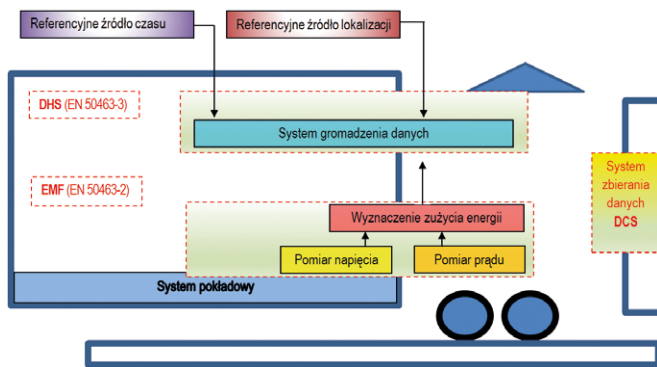 Referencyjne źródło czasu
Referencyjne źródło lokalizacji
DHS (EN 50463-3)
System gromadzenia danych
EMF (EN 50463-2)
Wyznaczenie zużycia energii
Pomiar napięcia
Pomiar prądu
System pokładowy
System
zbierania
danych
DCS